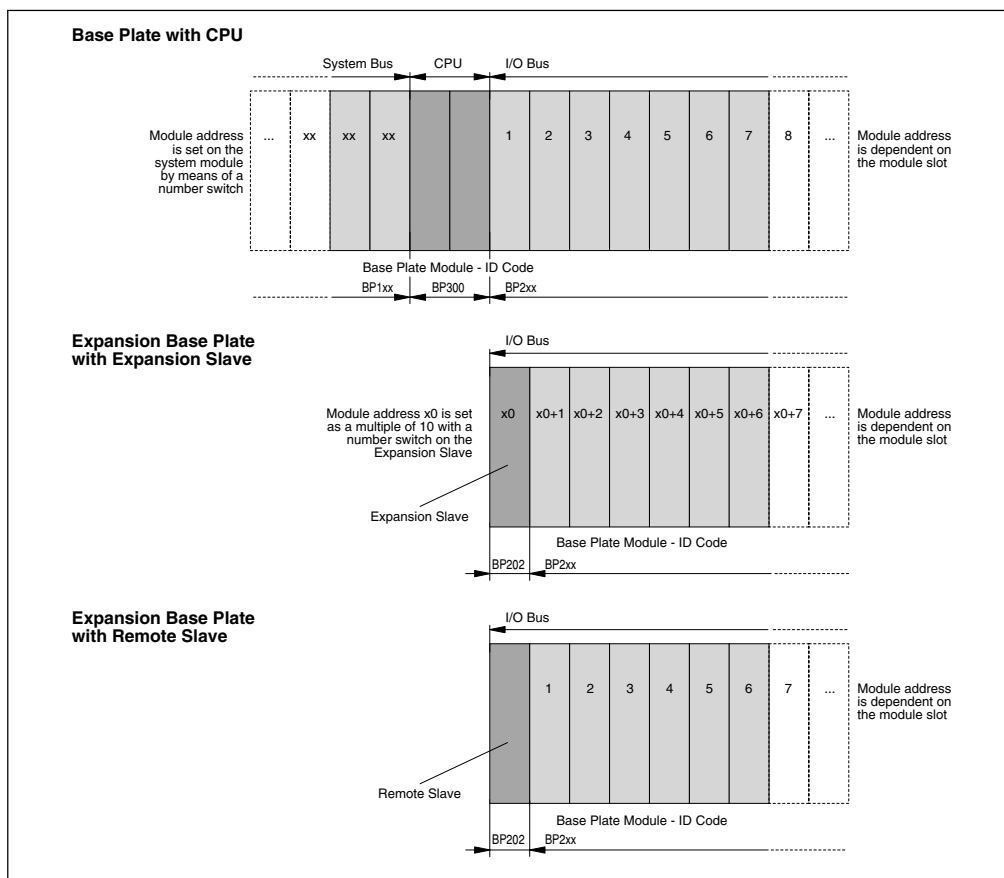 Base Plate with CPU
System Bus CPU I/O Bus
Module address
is set on the
system module
by means of a
number switch
... xx xx xx 1 2 3 4 5 6 7 8 ...
Module address
is dependent on
the module slot
Base Plate Module - ID Code
BP1xx BP300 BP2xx
Expansion Base Plate
with Expansion Slave
I/O Bus
Module address x0 is set
as a multiple of 10 with a
number switch on the
Expansion Slave
x0 x0+1 x0+2 x0+3 x0+4 x0+5 x0+6 x0+7 ...
Module address
is dependent on
the module slot
Expansion Slave
Base Plate Module - ID Code
BP202 BP2xx
Expansion Base Plate
with Remote Slave
I/O Bus
1 2 3 4 5 6 7 ...
Module address
is dependent on
the module slot
Remote Slave
Base Plate Module - ID Code
BP202 BP2xx